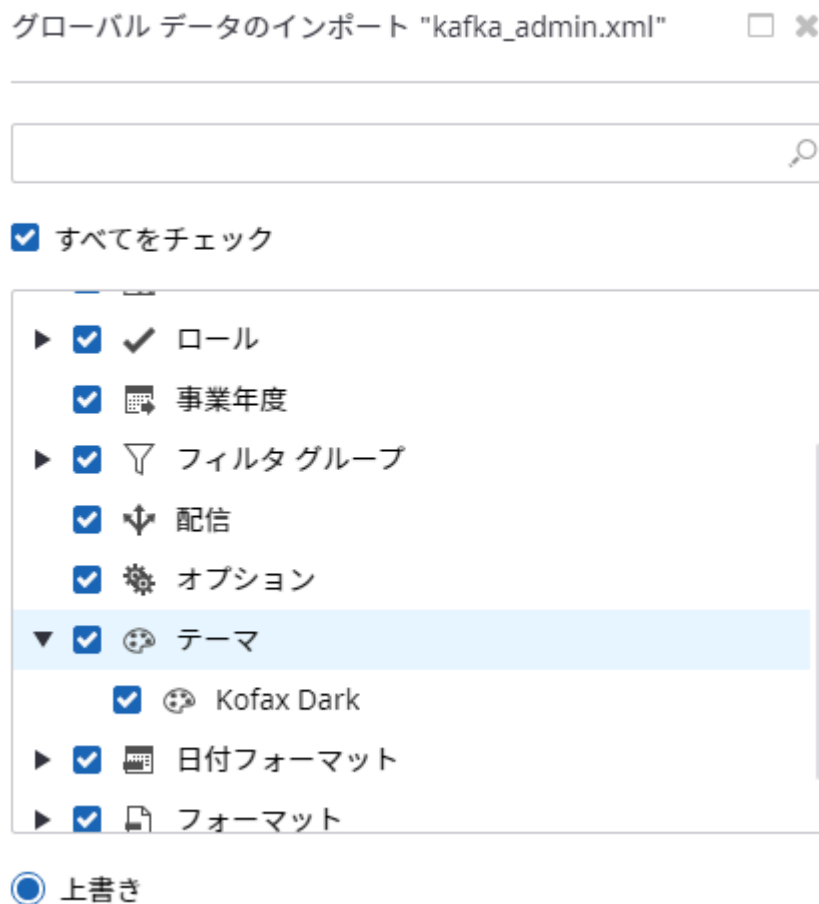 グローバル データのインポート "kafka_admin.xml"
すべてをチェック
ロール
事業年度
フィルタ グループ
配信
オプション
テーマ
Kofax Dark
日付フォーマット
フォーマット
上書き